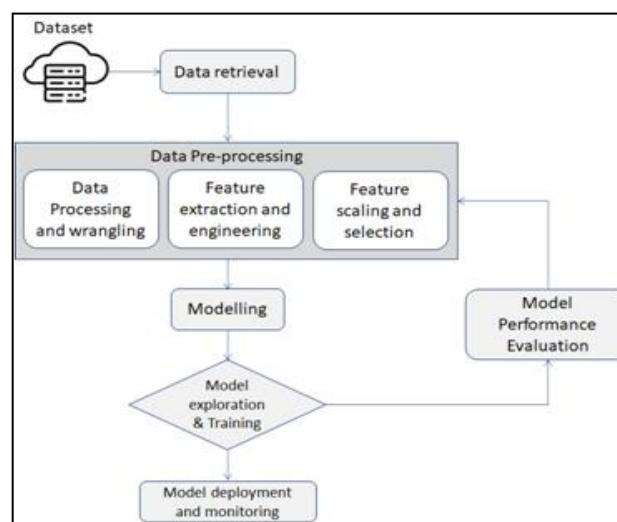 Dataset
Data retrieval
Data Pre-processing
Data
Processing
and wrangling
Feature
extraction and
engineering
Feature
scaling and
selection
Modelling
Model
Performance
Evaluation
Model
exploration
& Training
Model deployment
and monitoring